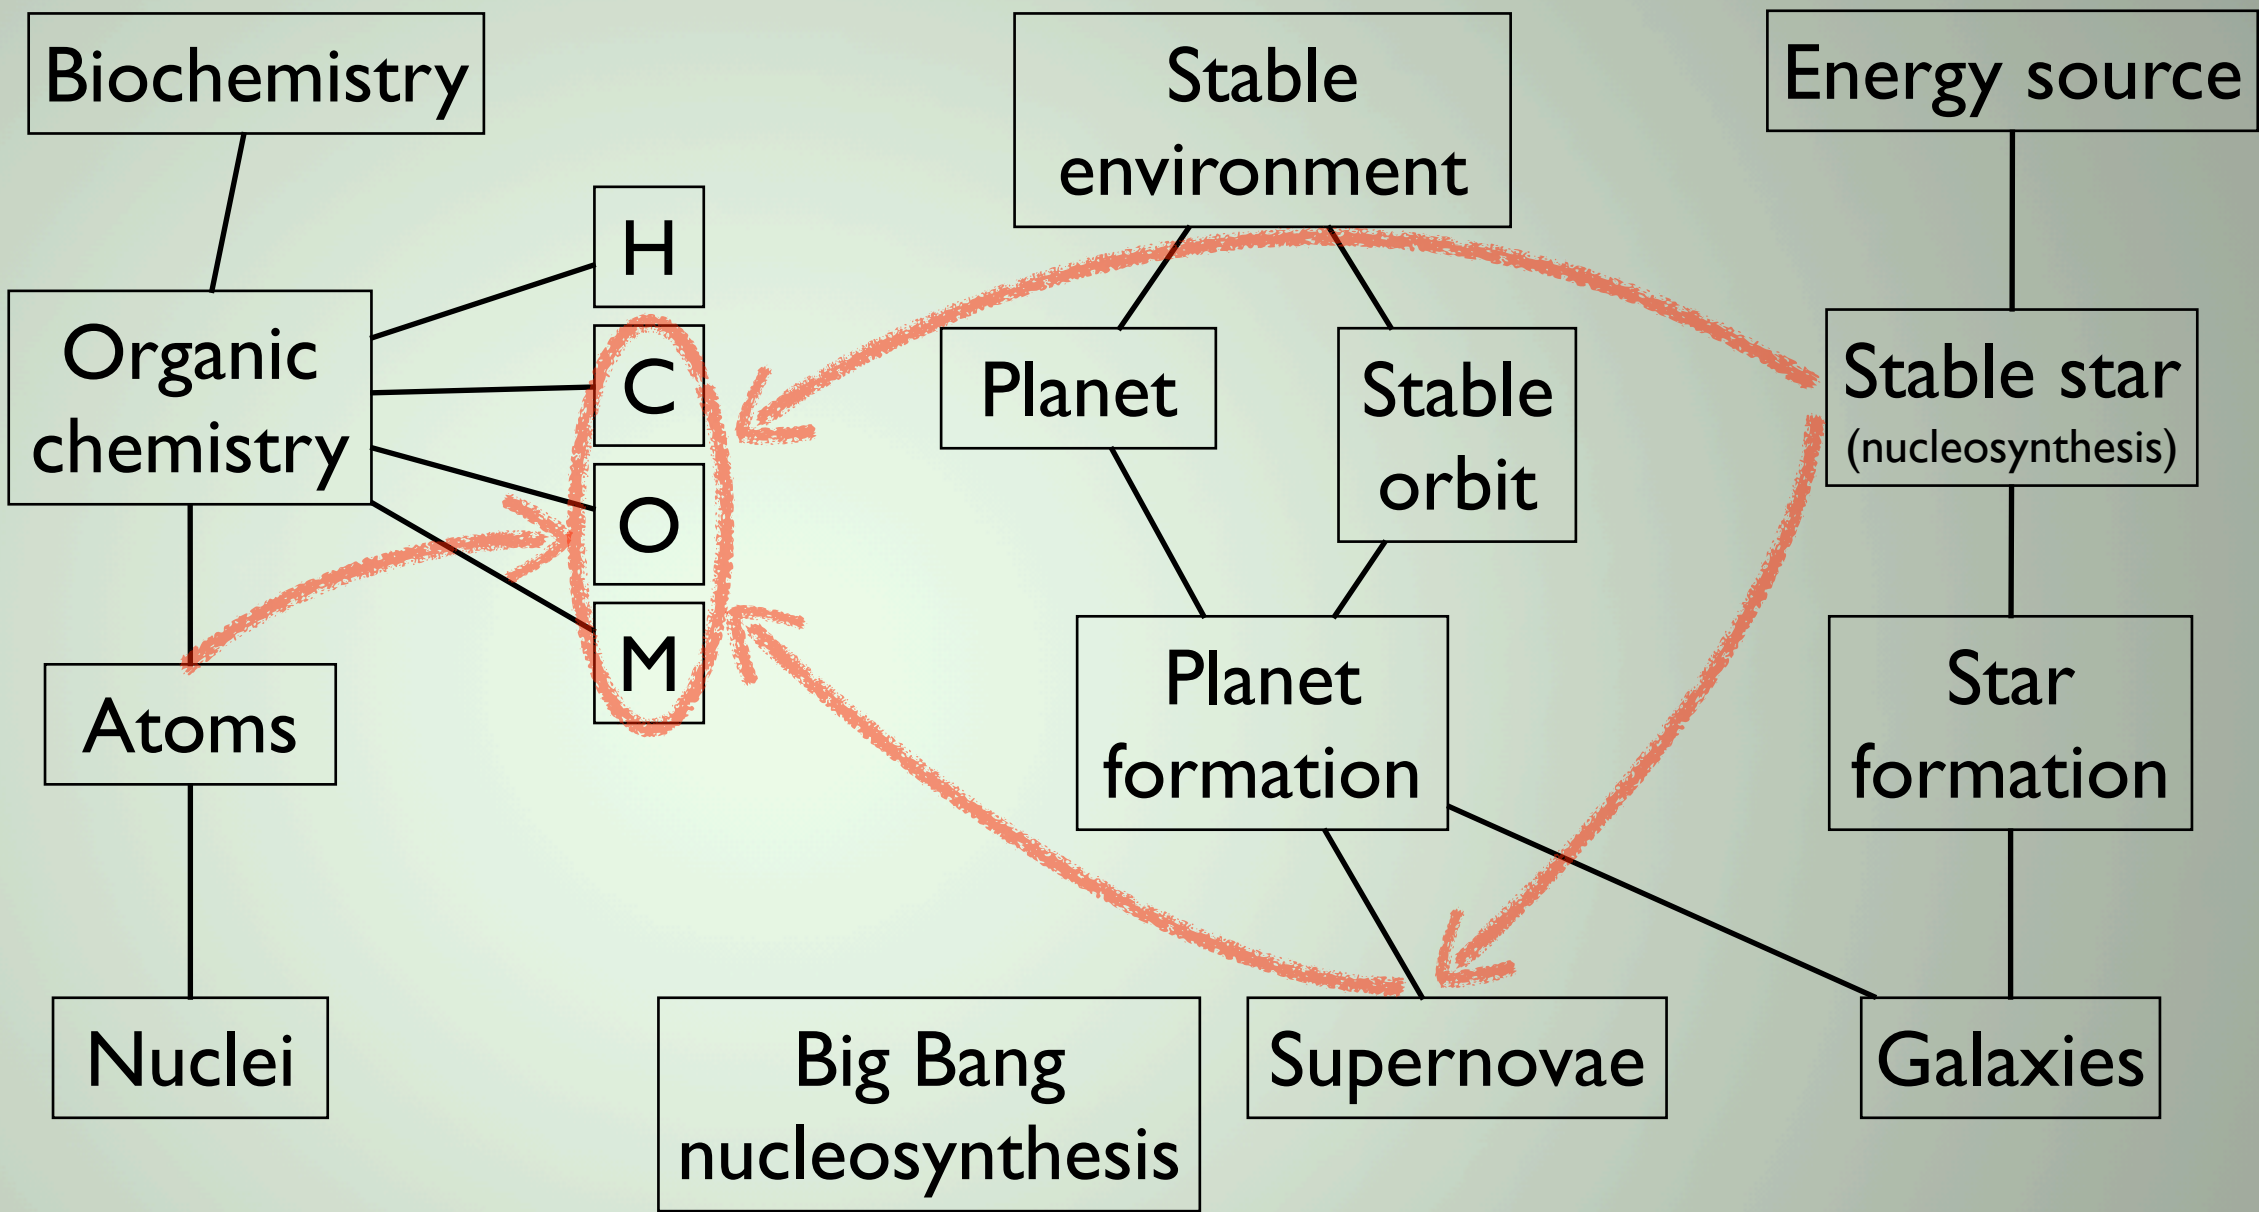 Biochemistry
Stable
environment
Energy source
H
Organic
chemistry
C
O
M
Planet
Stable
orbit
Stable star
(nucleosynthesis)
Atoms
Planet
formation
Star
formation
Nuclei
Big Bang
nucleosynthesis
Supernovae
Galaxies